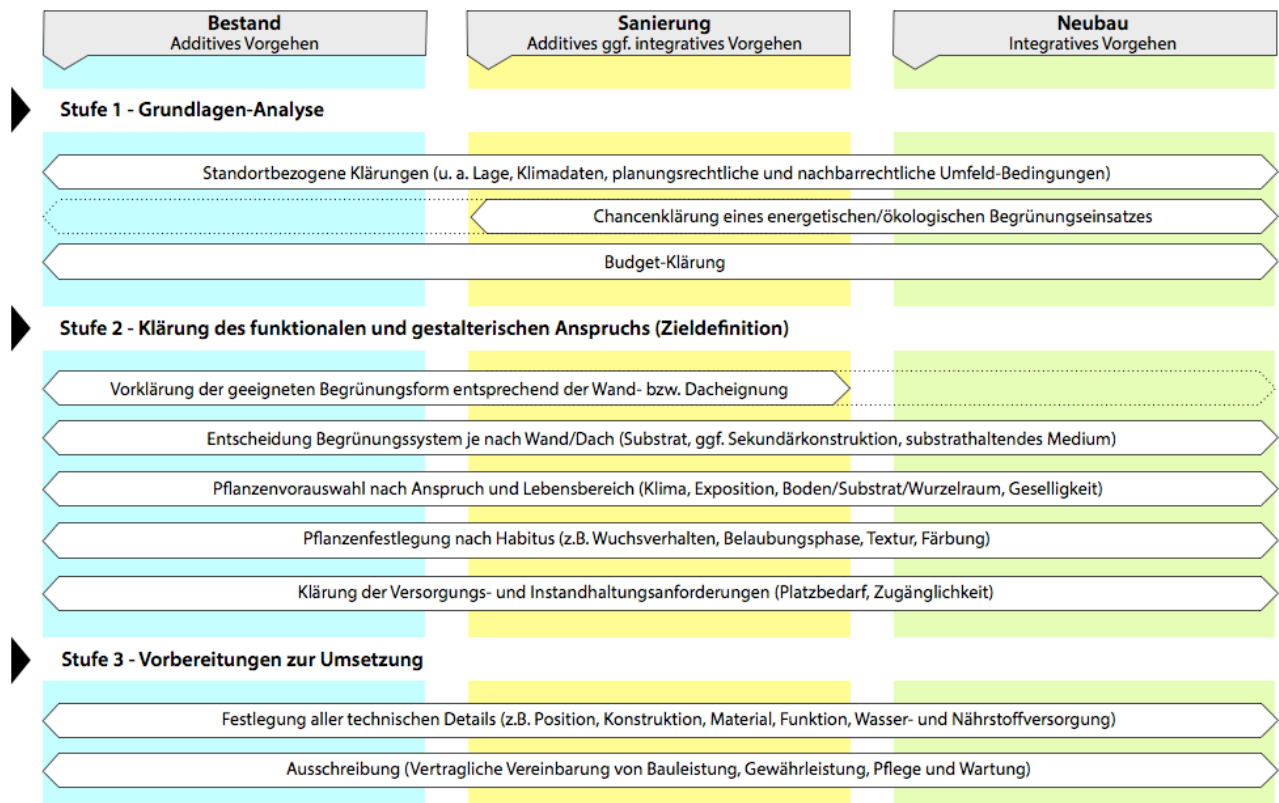 Bestand
Additives Vorgehen
Sanierung
Additives ggf. integratives Vorgehen
Neubau
Integratives Vorgehen
Stufe 1 - Grundlagen-Analyse
Standortbezogene Klärungen (u. a. Lage, Klimadaten, planungsrechtliche und nachbarrechtliche Umfeld-Bedingungen)
Chancenklärung eines energetischen/ökologischen Begrünungseinsatzes
Budget-Klärung
Stufe 2 - Klärung des funktionalen und gestalterischen Anspruchs (Zieldefinition)
Vorklärung der geeigneten Begrünungsform entsprechend der Wand- bzw. Dacheignung
Entscheidung Begrünungssystem je nach Wand/Dach (Substrat, ggf. Sekundärkonstruktion, substrathaltendes Medium)
Pflanzenvorauswahl nach Anspruch und Lebensbereich (Klima, Exposition, Boden/Substrat/Wurzelraum, Geselligkeit)
Pflanzenfestlegung nach Habitus (z.B. Wuchsverhalten, Belaubungsphase, Textur, Färbung)
Klärung der Versorgungs- und Instandhaltungsanforderungen (Platzbedarf, Zugänglichkeit)
Stufe 3 - Vorbereitungen zur Umsetzung
Festlegung aller technischen Details (z.B. Position, Konstruktion, Material, Funktion, Wasser- und Nährstoffversorgung)
Ausschreibung (Vertragliche Vereinbarung von Bauleistung, Gewährleistung, Pflege und Wartung)